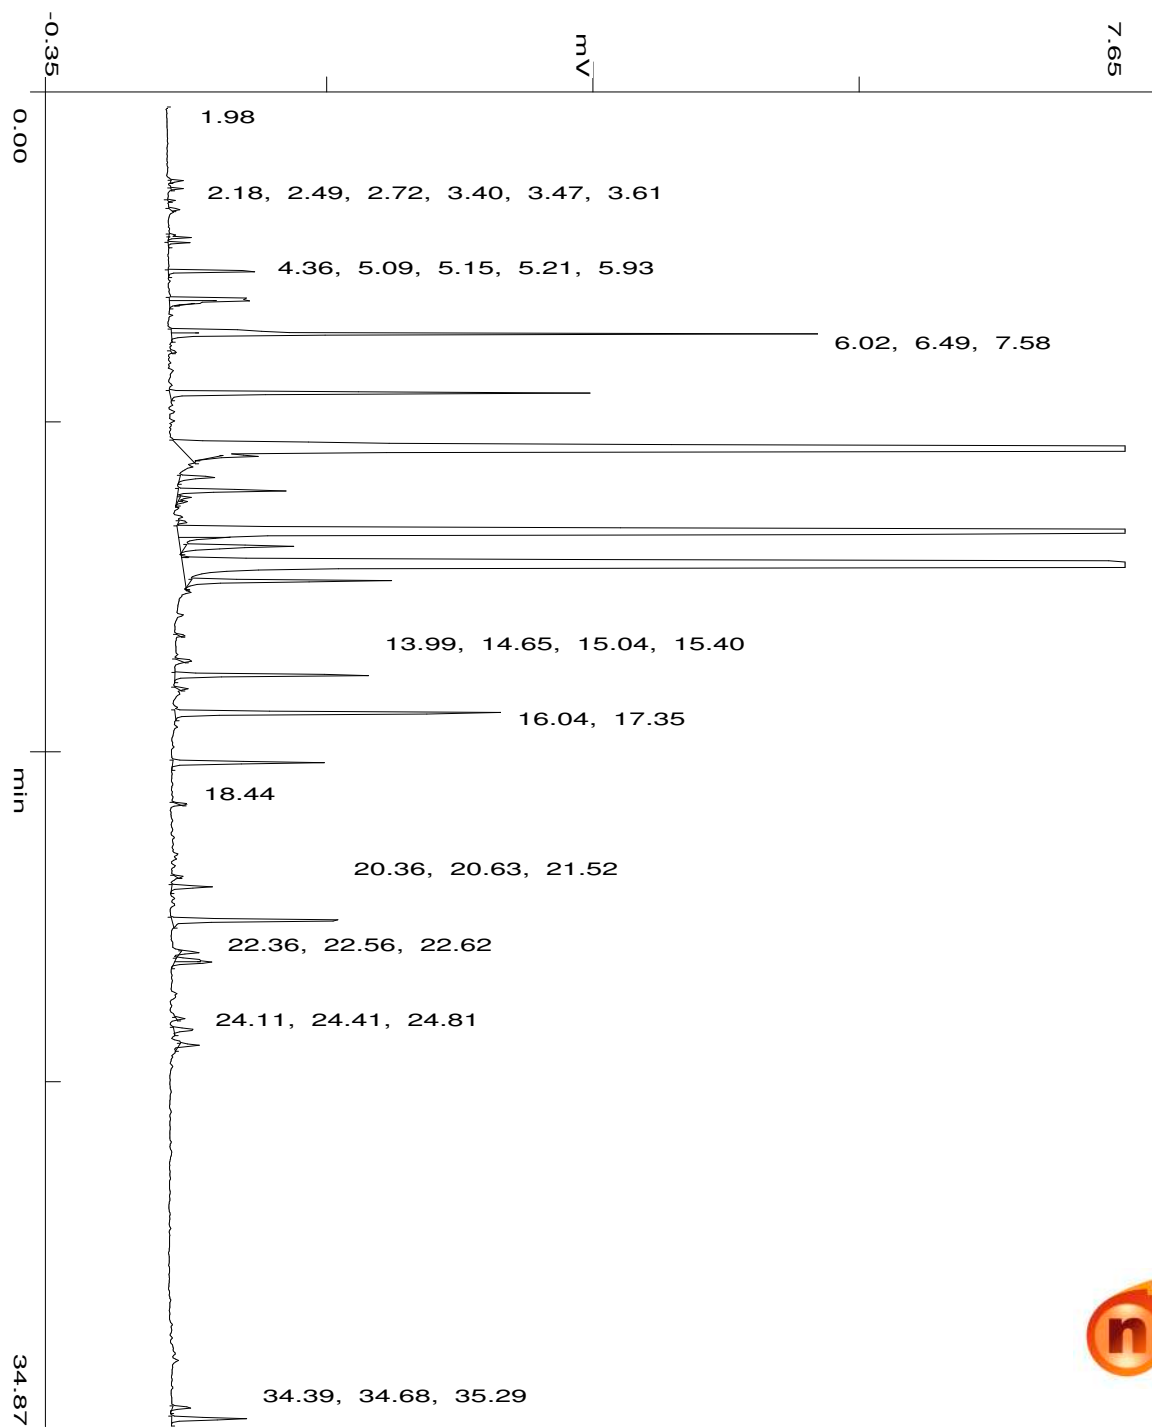 -0.35
mV
7.65
0.00
1.98
2.18, 2.49, 2.72, 3.40, 3.47, 3.61
4.36, 5.09, 5.15, 5.21, 5.93
6.02, 6.49, 7.58
13.99, 14.65, 15.04, 15.40
16.04, 17.35
min
18.44
20.36, 20.63, 21.52
22.36, 22.56, 22.62
24.11, 24.41, 24.81
n
34.87
34.39, 34.68, 35.29